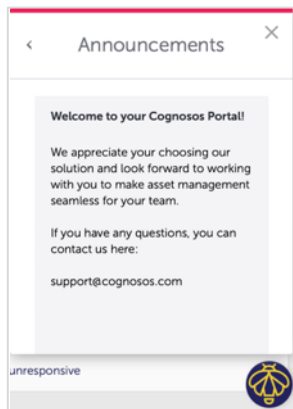 Announcements
Welcome to your Cognosos Portal!
We appreciate your choosing our
solution and look forward to working
with you to make asset management
seamless for your team.
If you have any questions, you can
contact us here:
support@cognosos.com
unresponsive